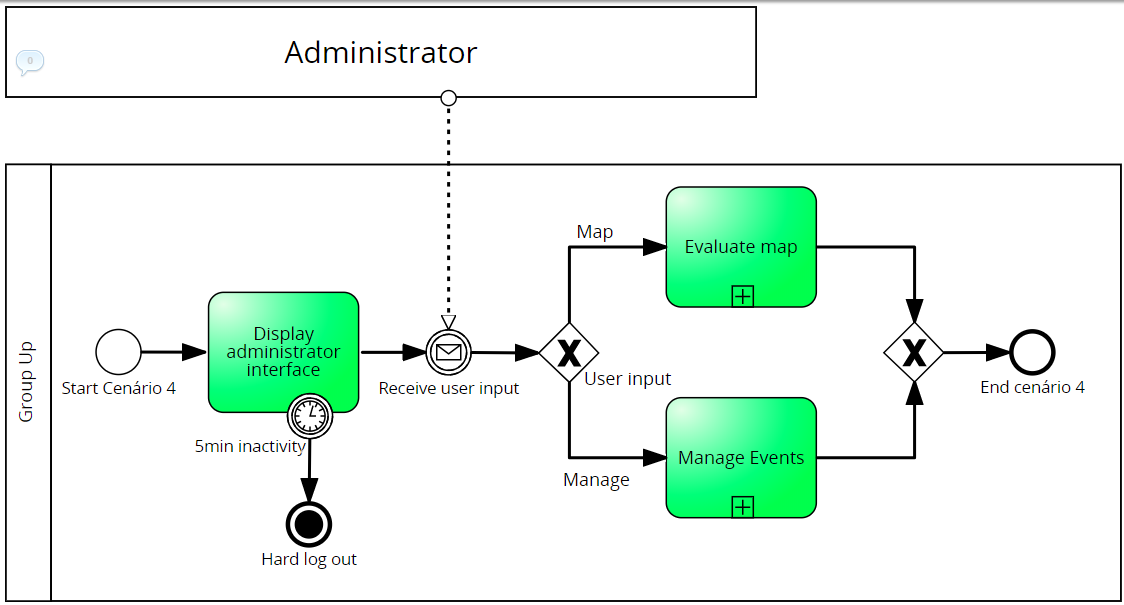 Administrator
0
Group Up
Start Cenário 4
Display
administrator
interface
5min inactivity
Hard log out
Receive user input
User input
Map
Evaluate map
Manage
Manage Events
End cenário 4